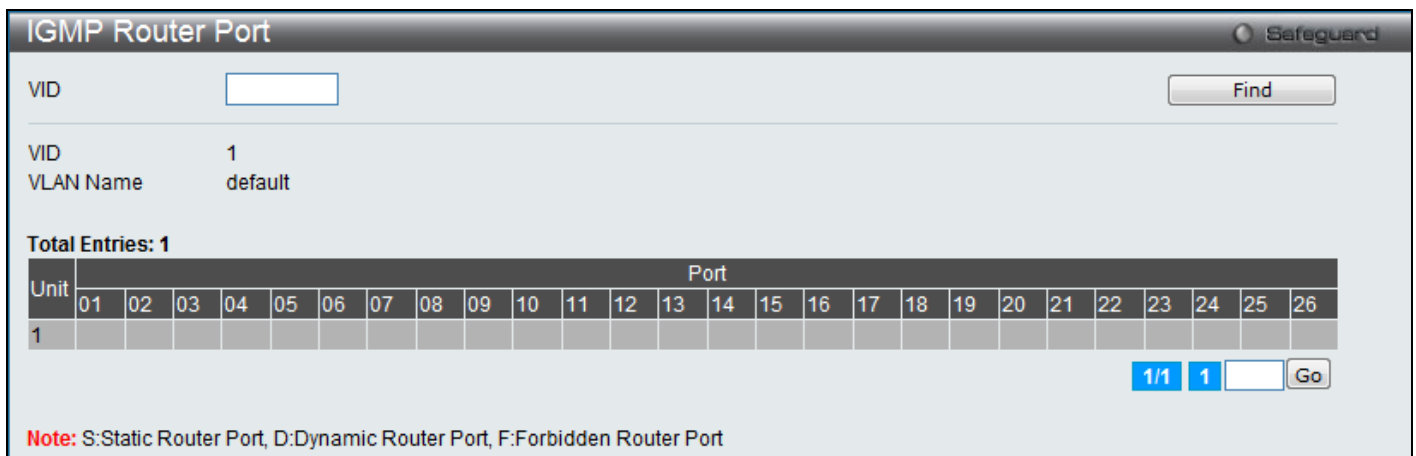 IGMP Router Port Safeguard
VID Find
VID 1
VLAN Name default
Total Entries: 1
Unit Port
01 02 03 04 05 06 07 08 09 10 11 12 13 14 15 16 17 18 19 20 21 22 23 24 25 26
1
1/1 1 Go
Note: S:Static Router Port, D:Dynamic Router Port, F:Forbidden Router Port